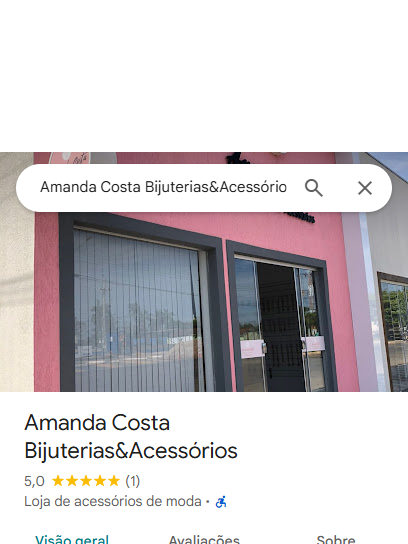 Amanda Costa Bijuterias&Acessório
Amanda Costa
Bijuterias&Acessórios
5,0 (1)
Loja de acessórios de moda ·
Visão geral Avaliações Sobre